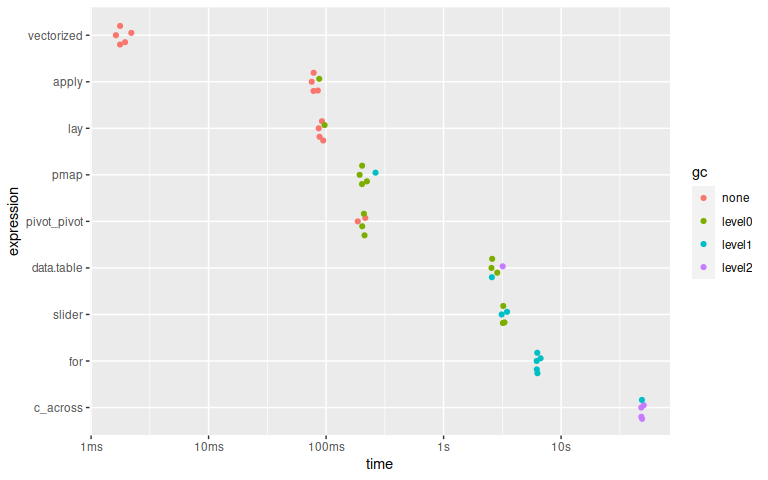 expression
vectorized
apply
lay
pmap
pivot_pivot
data.table
slider
for
c_across
1ms
10ms
100ms
1s
10s
time
gc
none
level0
level1
level2